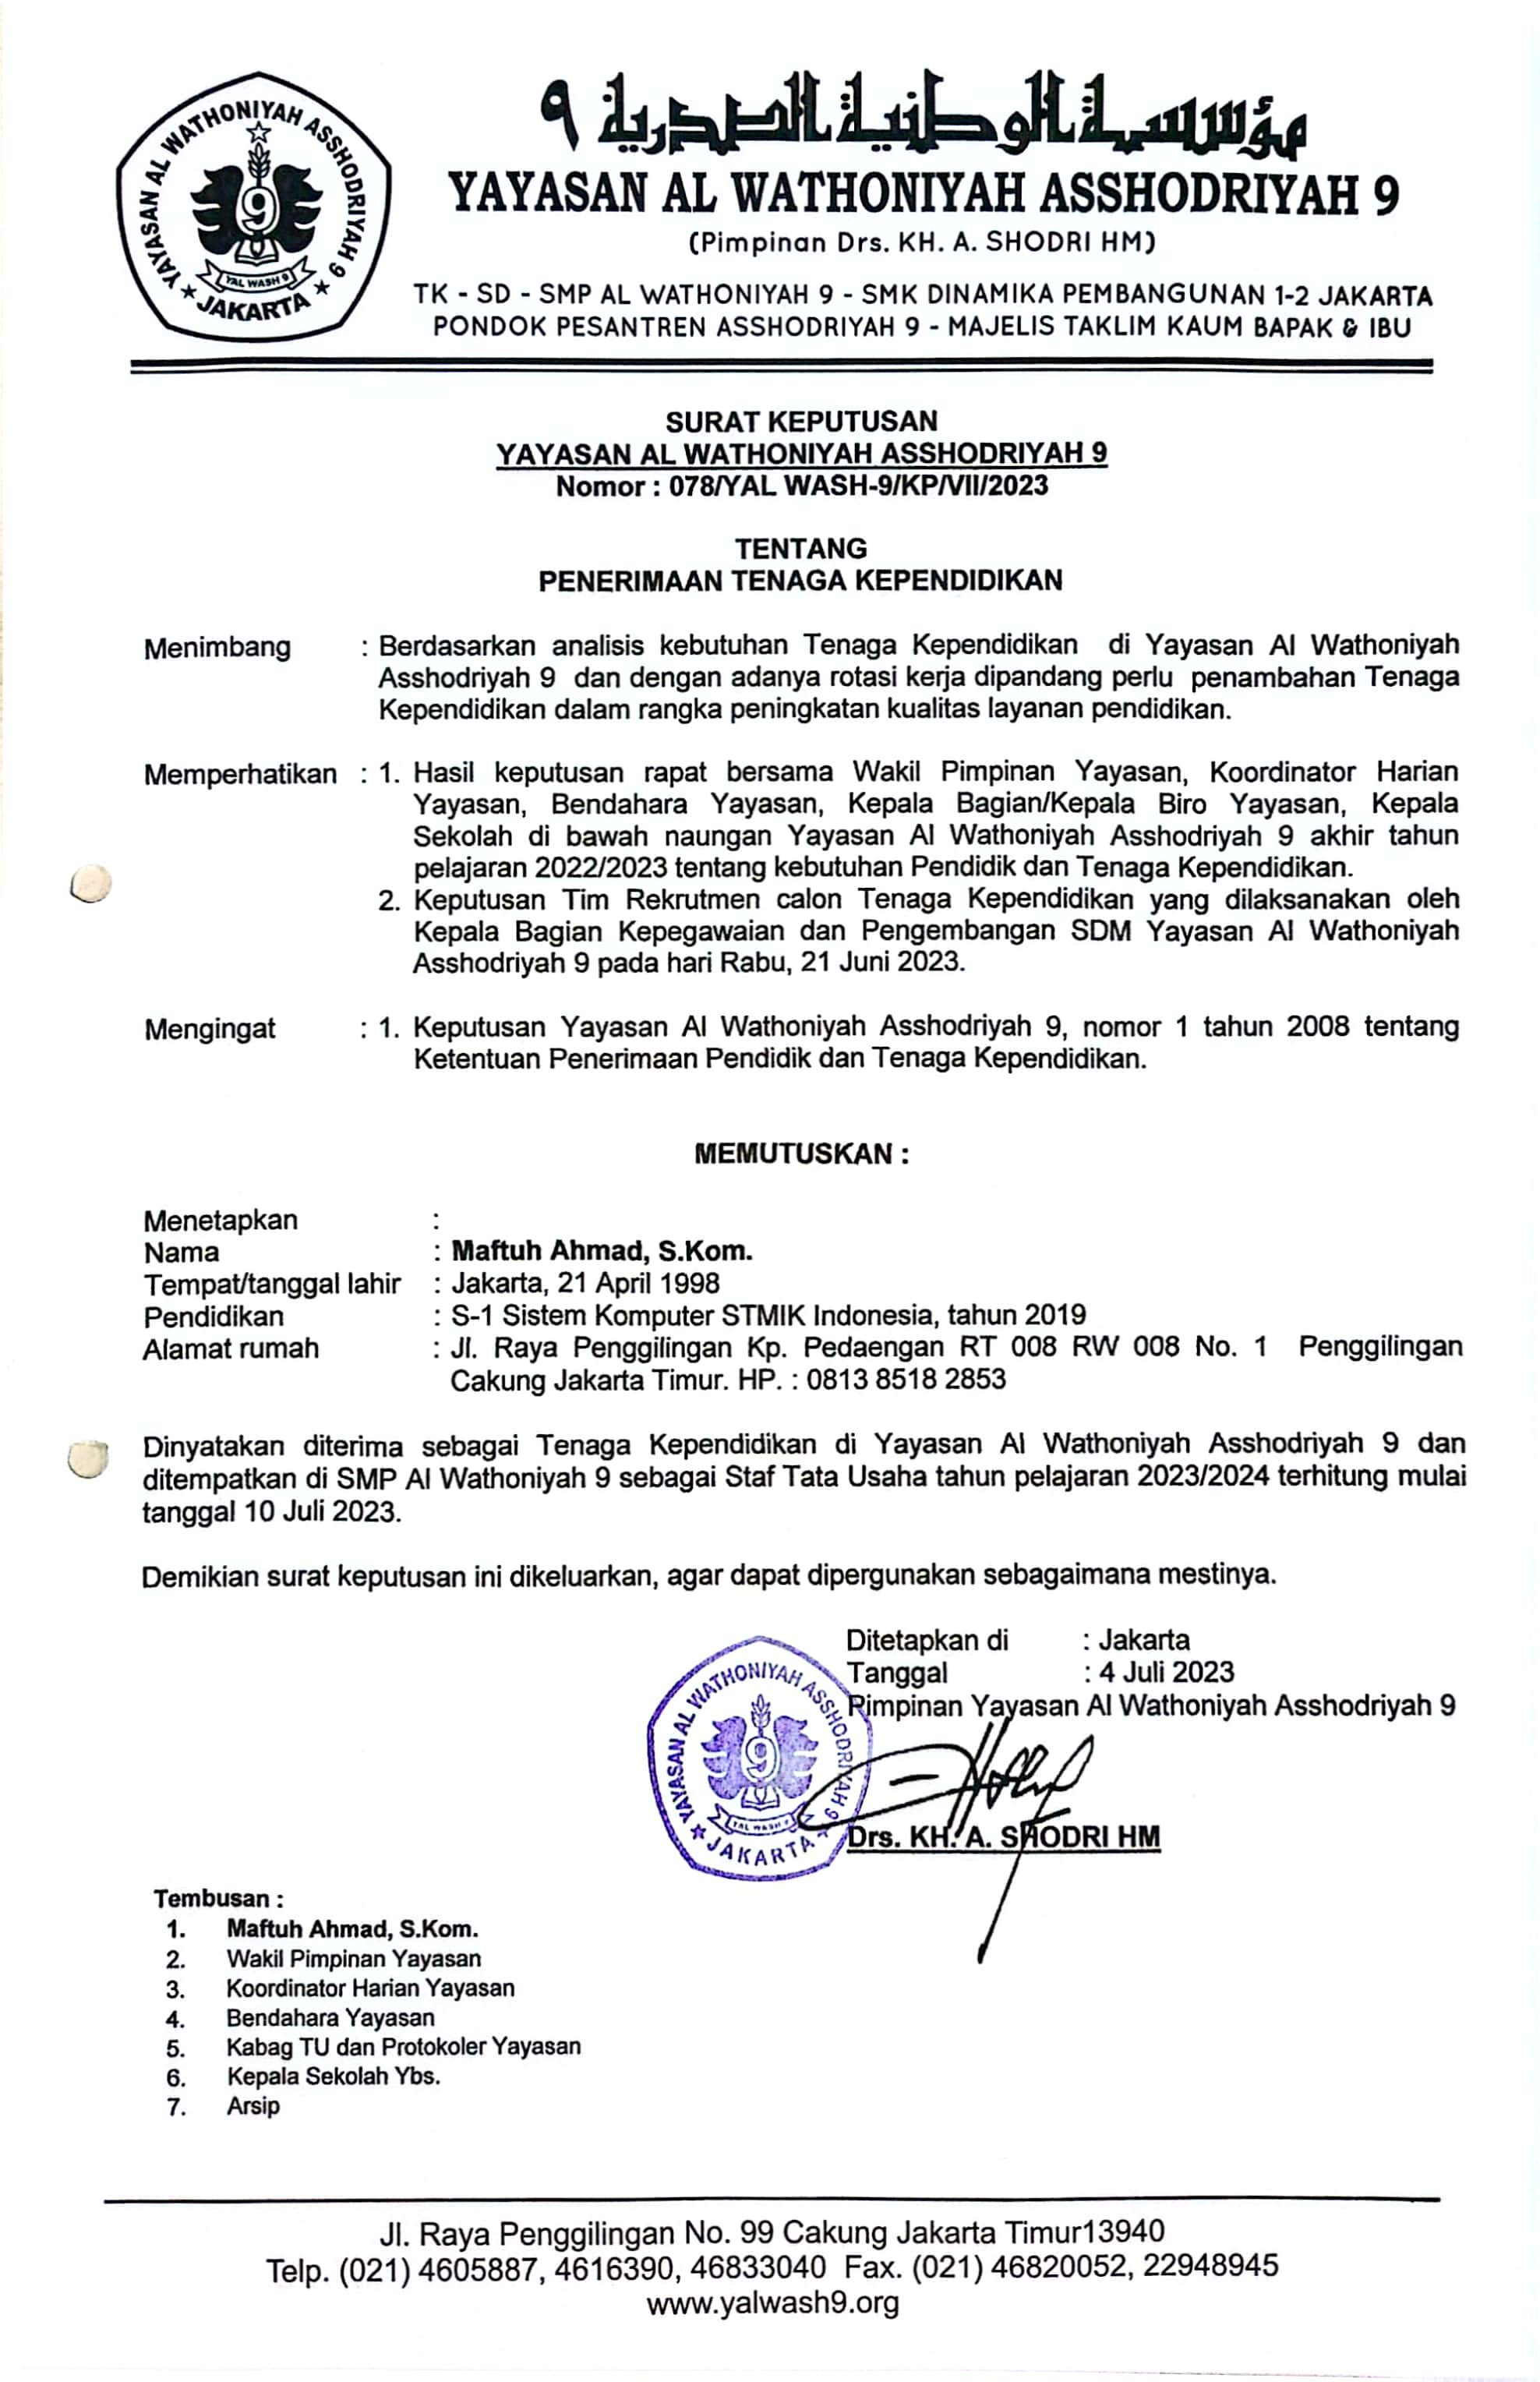 YAYASAN AL WATHONIYAH ASSHODRIYAH 9
9
YAL WASH 9
★ JAKARTA ★
مؤسسة الوطنية الصدرية ٩
YAYASAN AL WATHONIYAH ASSHODRIYAH 9
(Pimpinan Drs. KH. A. SHODRI HM)
TK - SD - SMP AL WATHONIYAH 9 - SMK DINAMIKA PEMBANGUNAN 1-2 JAKARTA
PONDOK PESANTREN ASSHODRIYAH 9 - MAJELIS TAKLIM KAUM BAPAK & IBU
SURAT KEPUTUSAN
YAYASAN AL WATHONIYAH ASSHODRIYAH 9
Nomor : 078/YAL WASH-9/KP/VII/2023
TENTANG
PENERIMAAN TENAGA KEPENDIDIKAN
Menimbang : Berdasarkan analisis kebutuhan Tenaga Kependidikan di Yayasan Al Wathoniyah
Asshodriyah 9 dan dengan adanya rotasi kerja dipandang perlu penambahan Tenaga
Kependidikan dalam rangka peningkatan kualitas layanan pendidikan.
Memperhatikan : 1. Hasil keputusan rapat bersama Wakil Pimpinan Yayasan, Koordinator Harian
Yayasan, Bendahara Yayasan, Kepala Bagian/Kepala Biro Yayasan, Kepala
Sekolah di bawah naungan Yayasan Al Wathoniyah Asshodriyah 9 akhir tahun
pelajaran 2022/2023 tentang kebutuhan Pendidik dan Tenaga Kependidikan.
2. Keputusan Tim Rekrutmen calon Tenaga Kependidikan yang dilaksanakan oleh
Kepala Bagian Kepegawaian dan Pengembangan SDM Yayasan Al Wathoniyah
Asshodriyah 9 pada hari Rabu, 21 Juni 2023.
Mengingat : 1. Keputusan Yayasan Al Wathoniyah Asshodriyah 9, nomor 1 tahun 2008 tentang
Ketentuan Penerimaan Pendidik dan Tenaga Kependidikan.
MEMUTUSKAN :
Menetapkan :
Nama : Maftuh Ahmad, S.Kom.
Tempat/tanggal lahir : Jakarta, 21 April 1998
Pendidikan : S-1 Sistem Komputer STMIK Indonesia, tahun 2019
Alamat rumah : Jl. Raya Penggilingan Kp. Pedaengan RT 008 RW 008 No. 1 Penggilingan
Cakung Jakarta Timur. HP. : 0813 8518 2853
Dinyatakan diterima sebagai Tenaga Kependidikan di Yayasan Al Wathoniyah Asshodriyah 9 dan
ditempatkan di SMP Al Wathoniyah 9 sebagai Staf Tata Usaha tahun pelajaran 2023/2024 terhitung mulai
tanggal 10 Juli 2023.
Demikian surat keputusan ini dikeluarkan, agar dapat dipergunakan sebagaimana mestinya.
Ditetapkan di : Jakarta
Tanggal : 4 Juli 2023
Pimpinan Yayasan Al Wathoniyah Asshodriyah 9
YAYASAN AL WATHONIYAH ASSHODRIYAH 9
9
YAL WASH 9
★ JAKARTA ★
Drs. KH. A. SHODRI HM
Tembusan :
1. Maftuh Ahmad, S.Kom.
2. Wakil Pimpinan Yayasan
3. Koordinator Harian Yayasan
4. Bendahara Yayasan
5. Kabag TU dan Protokoler Yayasan
6. Kepala Sekolah Ybs.
7. Arsip
Jl. Raya Penggilingan No. 99 Cakung Jakarta Timur13940
Telp. (021) 4605887, 4616390, 46833040 Fax. (021) 46820052, 22948945
www.yalwash9.org